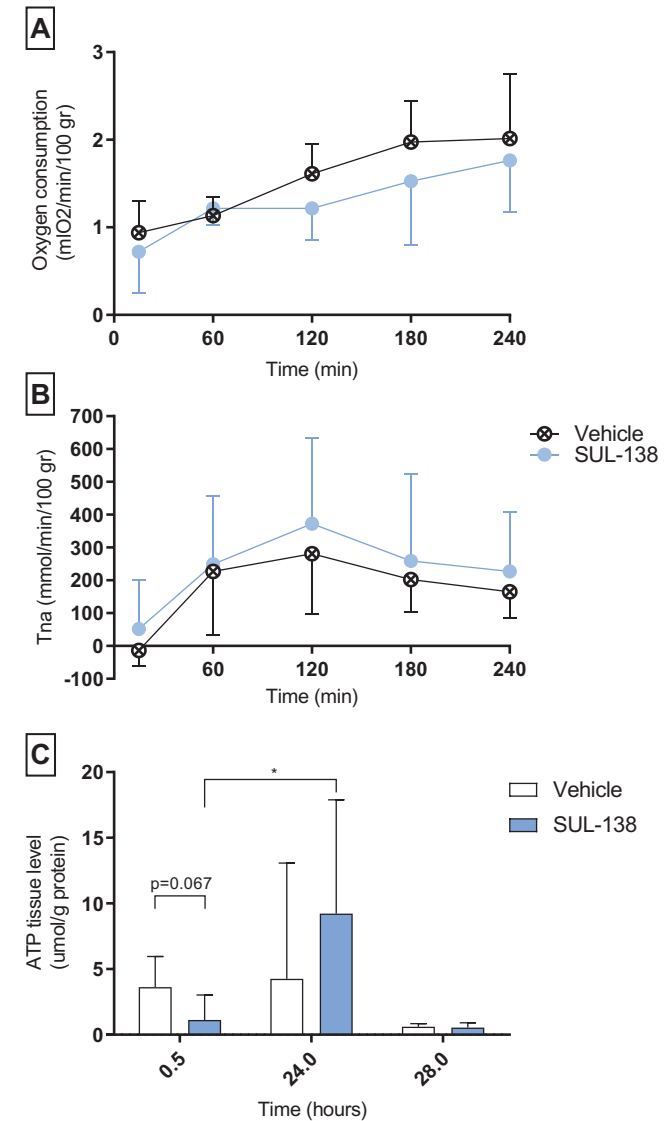 A
Oxygen consumption
(mlO2/min/100 gr)
3
2
1
0
0 60 120 180 240
Time (min)
B
Tna (mmol/min/100 gr)
700
600
500
400
300
200
100
0
-100
60 120 180 240
Time (min)
Vehicle
SUL-138
C
ATP tissue level
(umol/g protein)
20
15
10
5
0
*
p=0.067
0.5 24.0 28.0
Time (hours)
Vehicle
SUL-138